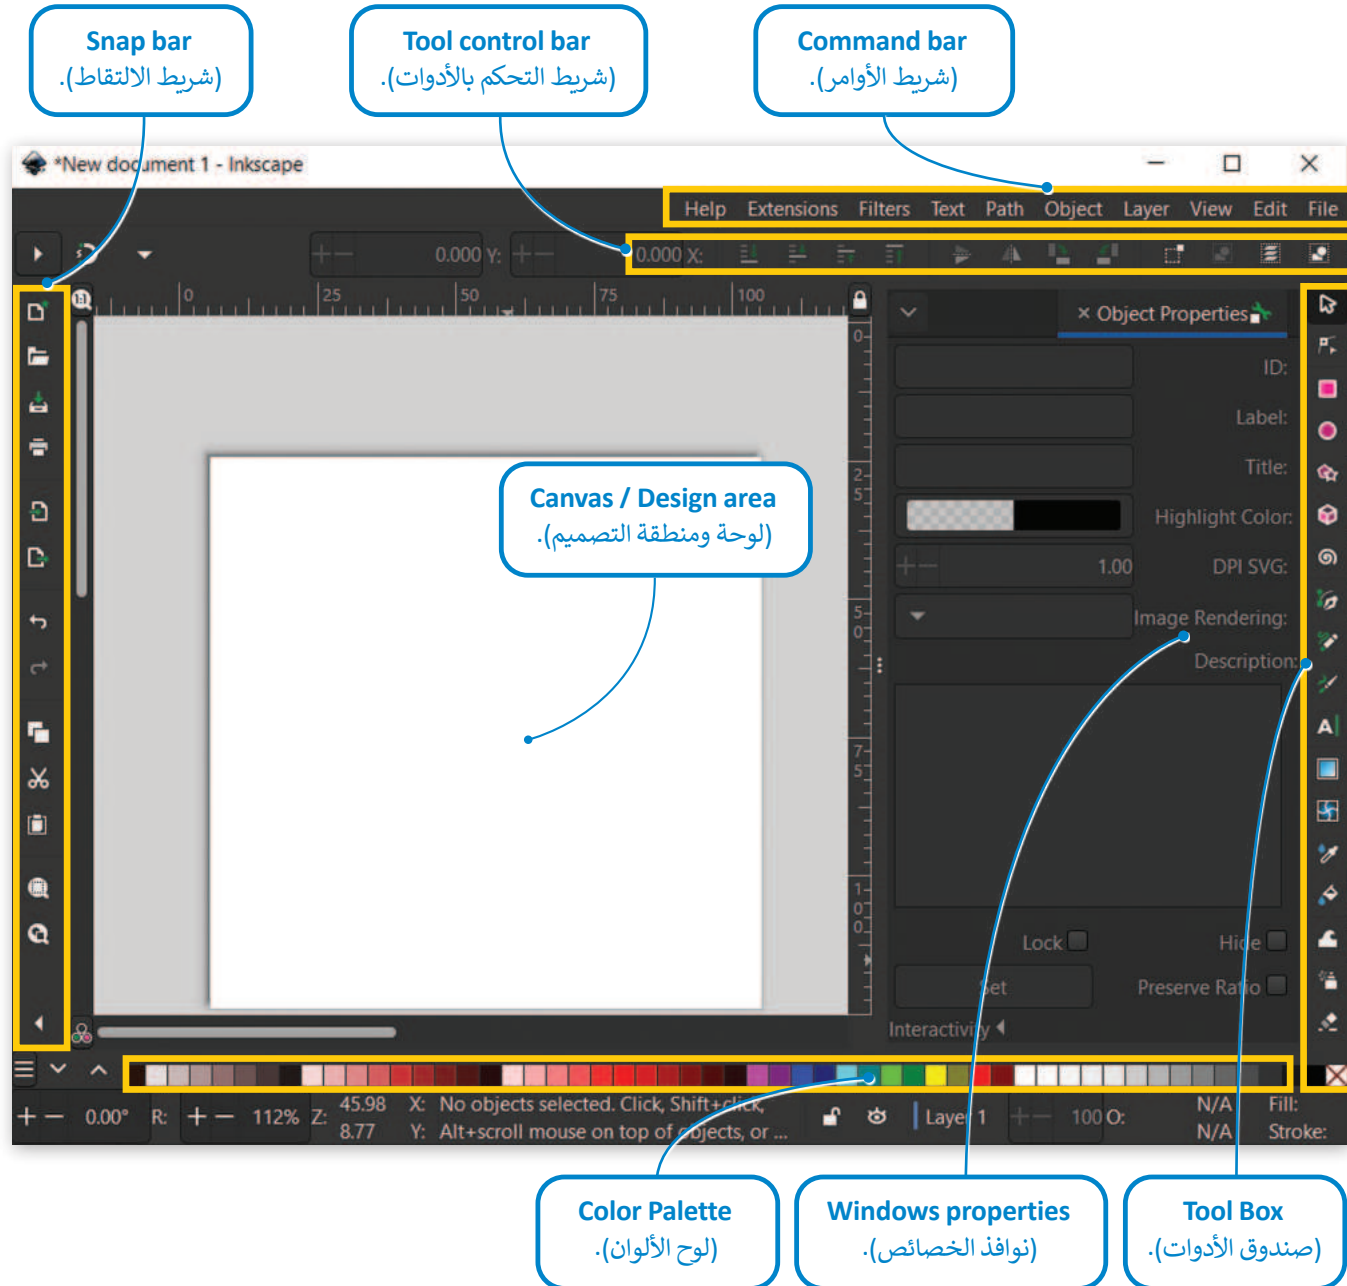 Snap bar
(شريط الالتقاط).
Tool control bar
(شريط التحكم بالأدوات).
Command bar
(شريط الأوامر).
*New document 1 - Inkscape
Help Extensions Filters Text Path Object Layer View Edit File
0.000 Y: 0.000 X:
0 25 50 75 100
Object Properties
ID:
Label:
Title:
Highlight Color:
1.00 DPI SVG:
Image Rendering:
Description:
0
25
50
75
100
Canvas / Design area
(لوحة ومنطقة التصميم).
Lock Hide
Set Preserve Ratio
Interactivity
0.00° R: 112% Z: 45.98 X: No objects selected. Click, Shift+click, Layer 1 100 O: N/A Fill:
8.77 Y: Alt+scroll mouse on top of objects, or ... N/A Stroke:
Color Palette
(لوح الألوان).
Windows properties
(نوافذ الخصائص).
Tool Box
(صندوق الأدوات).